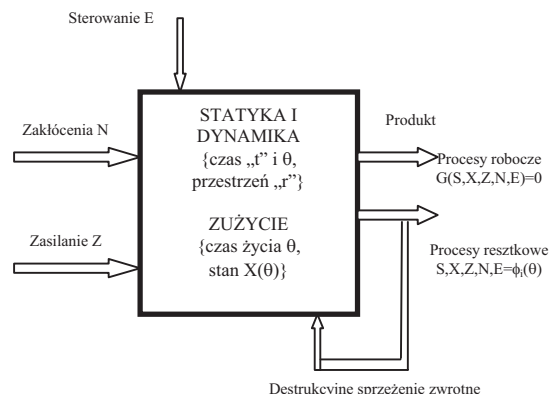 Sterowanie E
Zakłócenia N
Zasilanie Z
STATYKA I
DYNAMIKA
{czas „t” i θ,
przestrzeń „r”}
ZUŻYCIE
{czas życia θ,
stan X(θ)}
Produkt
Procesy robocze
G(S,X,Z,N,E)=0
Procesy resztkowe
S,X,Z,N,E=ϕi(θ)
Destrukcyjne sprzężenie zwrotne